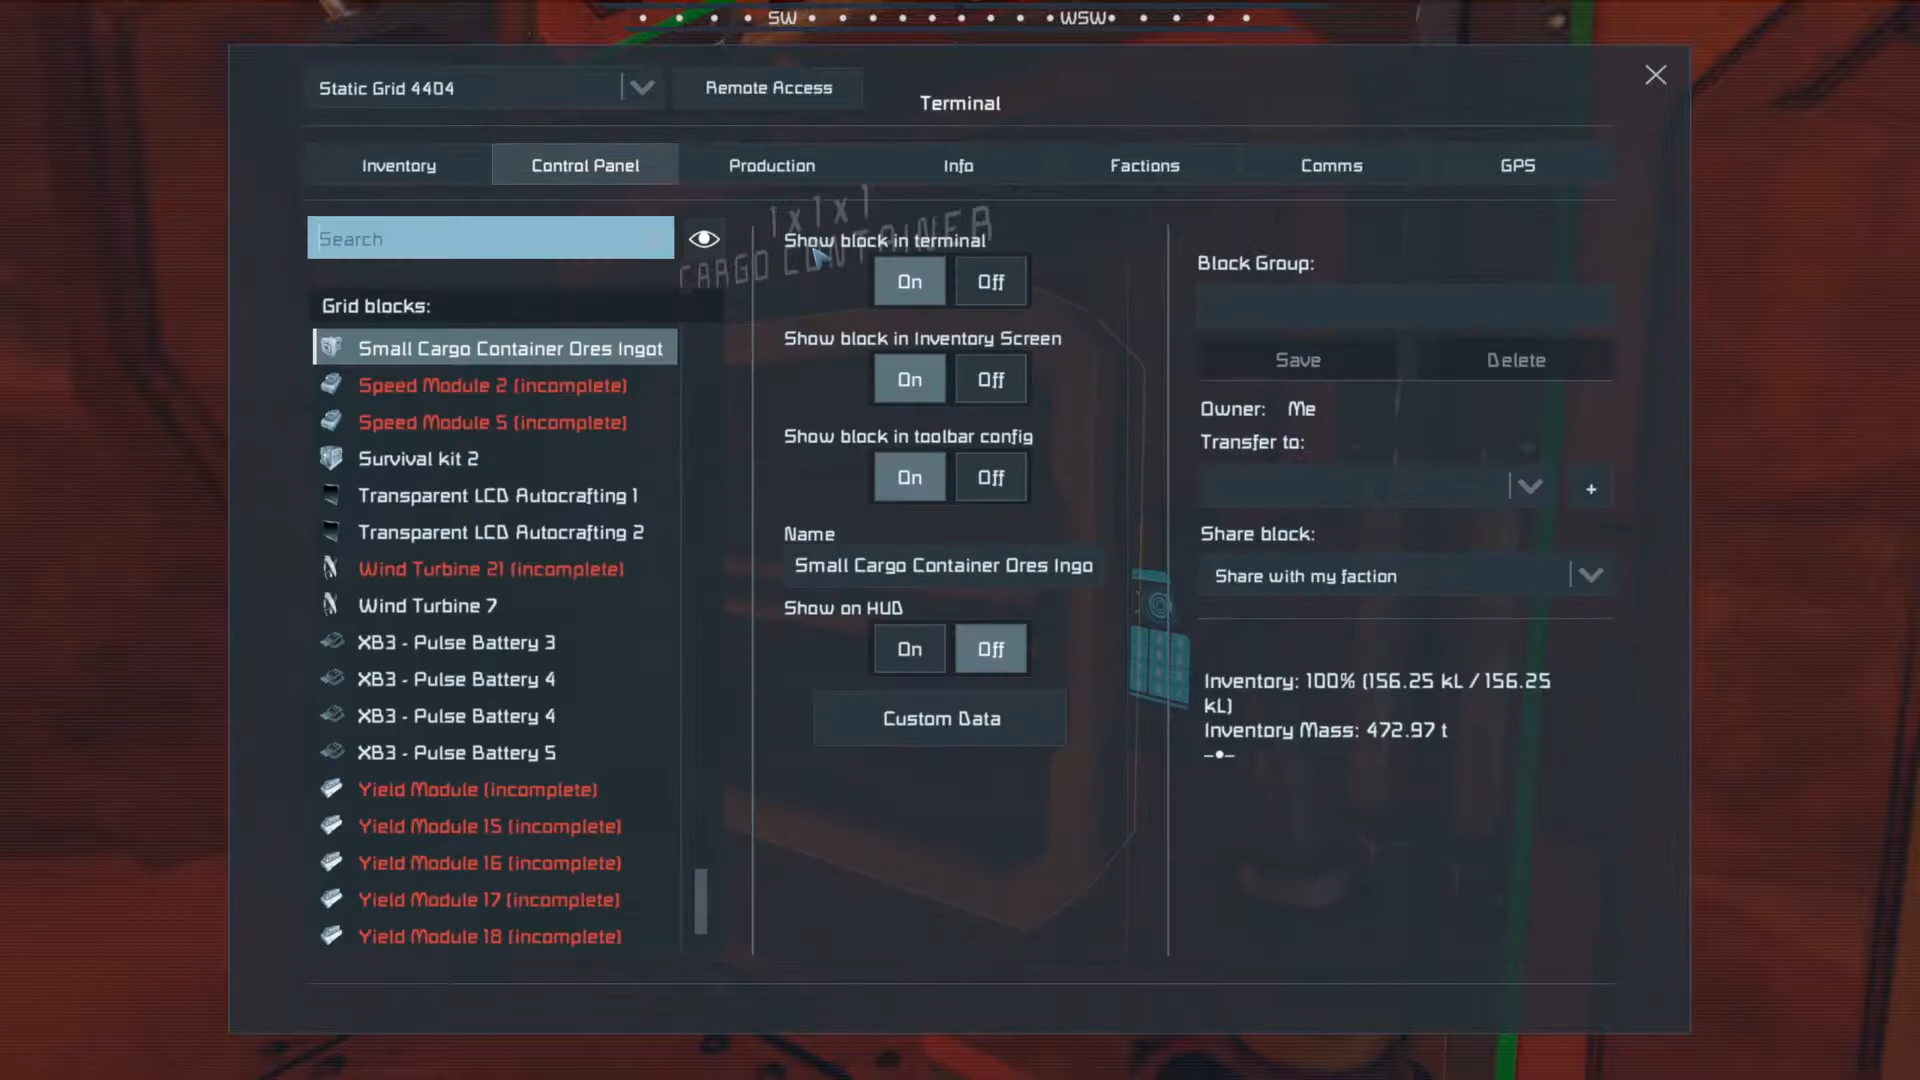 SW
WSW
Static Grid 4404
Remote Access
Terminal
Inventory
Control Panel
Production
Info
Factions
Comms
GPS
1x1x1
CARGO CONTAINER
Search
Show block in terminal
On
Off
Grid blocks:
Small Cargo Container Ores Ingot
Speed Module 2 (incomplete)
Speed Module 5 (incomplete)
Survival kit 2
Transparent LCD Autocrafting 1
Transparent LCD Autocrafting 2
Wind Turbine 21 (incomplete)
Wind Turbine 7
XB3 - Pulse Battery 3
XB3 - Pulse Battery 4
XB3 - Pulse Battery 4
XB3 - Pulse Battery 5
Yield Module (incomplete)
Yield Module 15 (incomplete)
Yield Module 16 (incomplete)
Yield Module 17 (incomplete)
Yield Module 18 (incomplete)
Show block in Inventory Screen
On
Off
Show block in toolbar config
On
Off
Name
Small Cargo Container Ores Ingo
Show on HUD
On
Off
Custom Data
Block Group:
Save
Delete
Owner: Me
Transfer to:
+
Share block:
Share with my faction
Inventory: 100% (156.25 kL / 156.25
kL)
Inventory Mass: 472.97 t